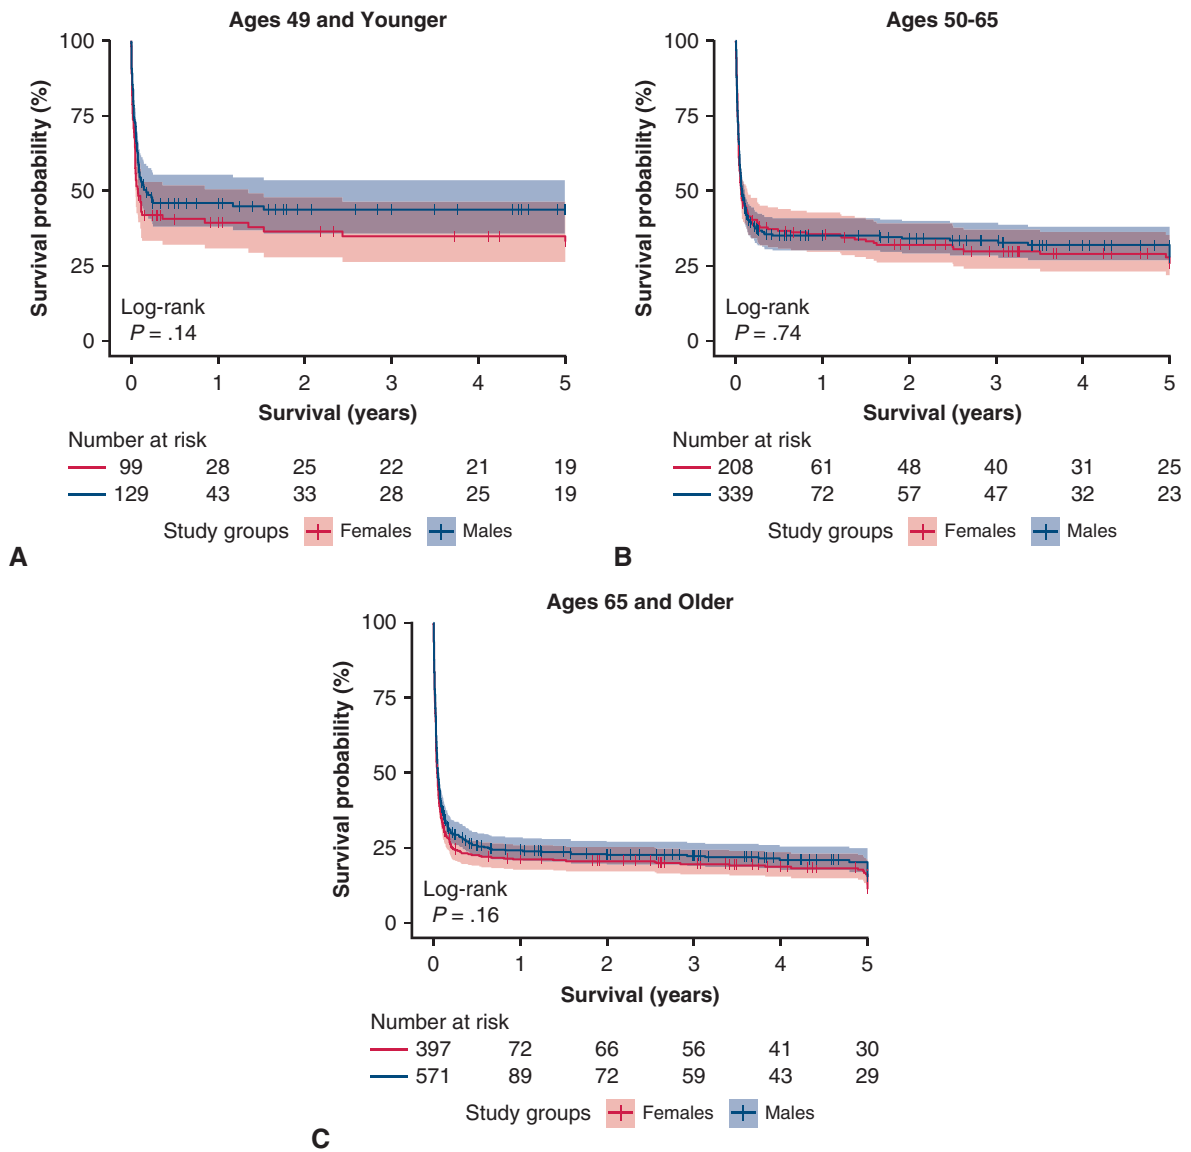 Ages 49 and Younger
Survival probability (%)
100
75
50
25
0
Log-rank
P = .14
0 1 2 3 4 5
Survival (years)
Number at risk
99 28 25 22 21 19
129 43 33 28 25 19
Study groups Females Males
A
Ages 50-65
Survival probability (%)
100
75
50
25
0
Log-rank
P = .74
0 1 2 3 4 5
Survival (years)
Number at risk
208 61 48 40 31 25
339 72 57 47 32 23
Study groups Females Males
B
Ages 65 and Older
Survival probability (%)
100
75
50
25
0
Log-rank
P = .16
0 1 2 3 4 5
Survival (years)
Number at risk
397 72 66 56 41 30
571 89 72 59 43 29
Study groups Females Males
C